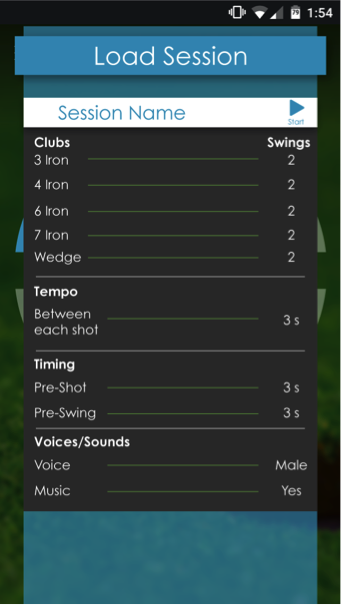 1:54
Load Session
Session Name
Start
Clubs Swings
3 Iron 2
4 Iron 2
6 Iron 2
7 Iron 2
Wedge 2
Tempo
Between
each shot 3 s
Timing
Pre-Shot 3 s
Pre-Swing 3 s
Voices/Sounds
Voice Male
Music Yes